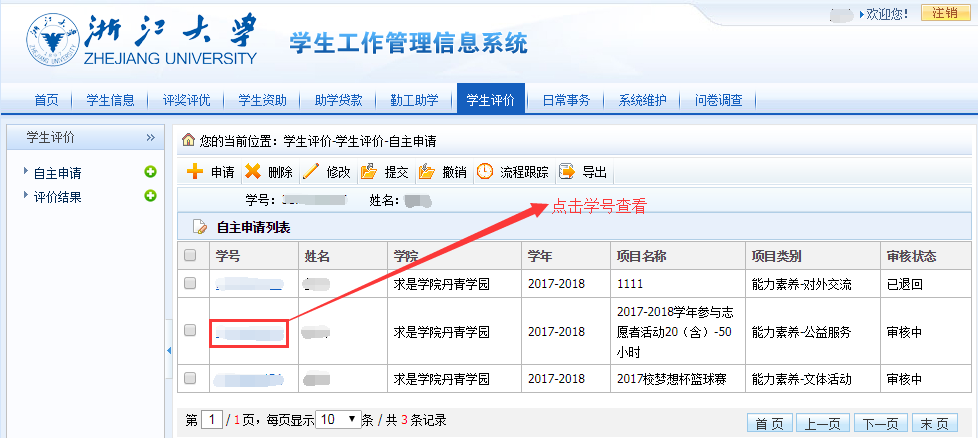 欢迎您！ 注销
浙江大学
ZHEJIANG UNIVERSITY
学生工作管理信息系统
首页 学生信息 评奖评优 学生资助 助学贷款 勤工助学 学生评价 日常事务 系统维护 问卷调查
学生评价 »
自主申请
评价结果
您的当前位置：学生评价-学生评价-自主申请
申请 删除 修改 提交 撤销 流程跟踪 导出
学号： 姓名：
点击学号查看
自主申请列表
学号 姓名 学院 学年 项目名称 项目类别 审核状态
求是学院丹青学园 2017-2018 1111 能力素养-对外交流 已退回
2017-2018学年参与志
求是学院丹青学园 2017-2018 愿者活动20（含）-50 能力素养-公益服务 审核中
小时
求是学院丹青学园 2017-2018 2017校梦想杯篮球赛 能力素养-文体活动 审核中
第 1 / 1 页，每页显示 10 条 / 共 3 条记录
首 页 上一页 下一页 末 页